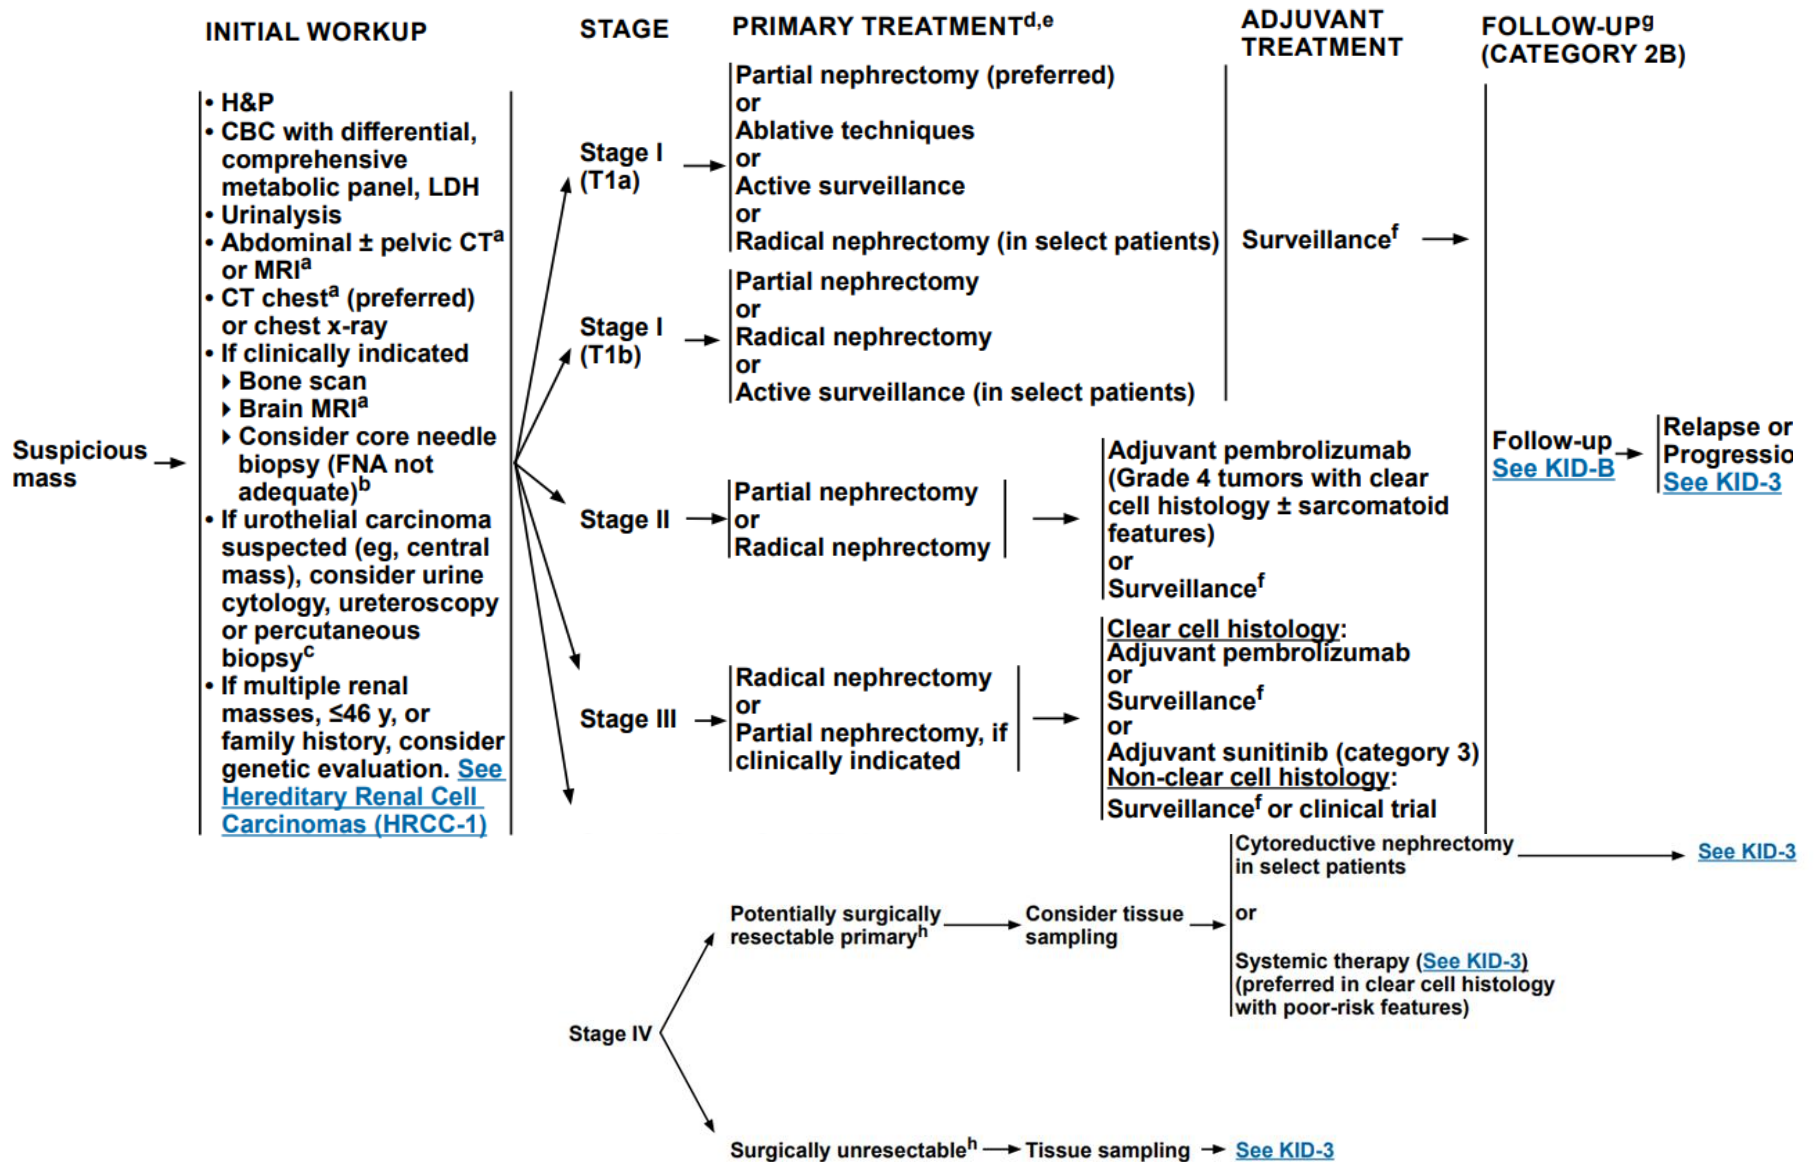 INITIAL WORKUP
STAGE
PRIMARY TREATMENTd,e
ADJUVANT
TREATMENT
FOLLOW-UPg
(CATEGORY 2B)
Suspicious
mass
• H&P
• CBC with differential,
comprehensive
metabolic panel, LDH
• Urinalysis
• Abdominal ± pelvic CTa
or MRIa
• CT chesta (preferred)
or chest x-ray
• If clinically indicated
Bone scan
Brain MRIa
Consider core needle
biopsy (FNA not
adequate)b
• If urothelial carcinoma
suspected (eg, central
mass), consider urine
cytology, ureteroscopy
or percutaneous
biopsyc
• If multiple renal
masses, ≤46 y, or
family history, consider
genetic evaluation. See
Hereditary Renal Cell
Carcinomas (HRCC-1)
Stage I
(T1a)
Partial nephrectomy (preferred)
or
Ablative techniques
or
Active surveillance
or
Radical nephrectomy (in select patients)
Stage I
(T1b)
Partial nephrectomy
or
Radical nephrectomy
or
Active surveillance (in select patients)
Surveillancef
Stage II
Partial nephrectomy
or
Radical nephrectomy
Adjuvant pembrolizumab
(Grade 4 tumors with clear
cell histology ± sarcomatoid
features)
or
Surveillancef
Stage III
Radical nephrectomy
or
Partial nephrectomy, if
clinically indicated
Clear cell histology:
Adjuvant pembrolizumab
or
Surveillancef
or
Adjuvant sunitinib (category 3)
Non-clear cell histology:
Surveillancef or clinical trial
Follow-up
See KID-B
Relapse or
Progressio
See KID-3
Stage IV
Potentially surgically
resectable primaryh
Consider tissue
sampling
Cytoreductive nephrectomy
in select patients
or
Systemic therapy (See KID-3)
(preferred in clear cell histology
with poor-risk features)
See KID-3
Surgically unresectableh
Tissue sampling
See KID-3